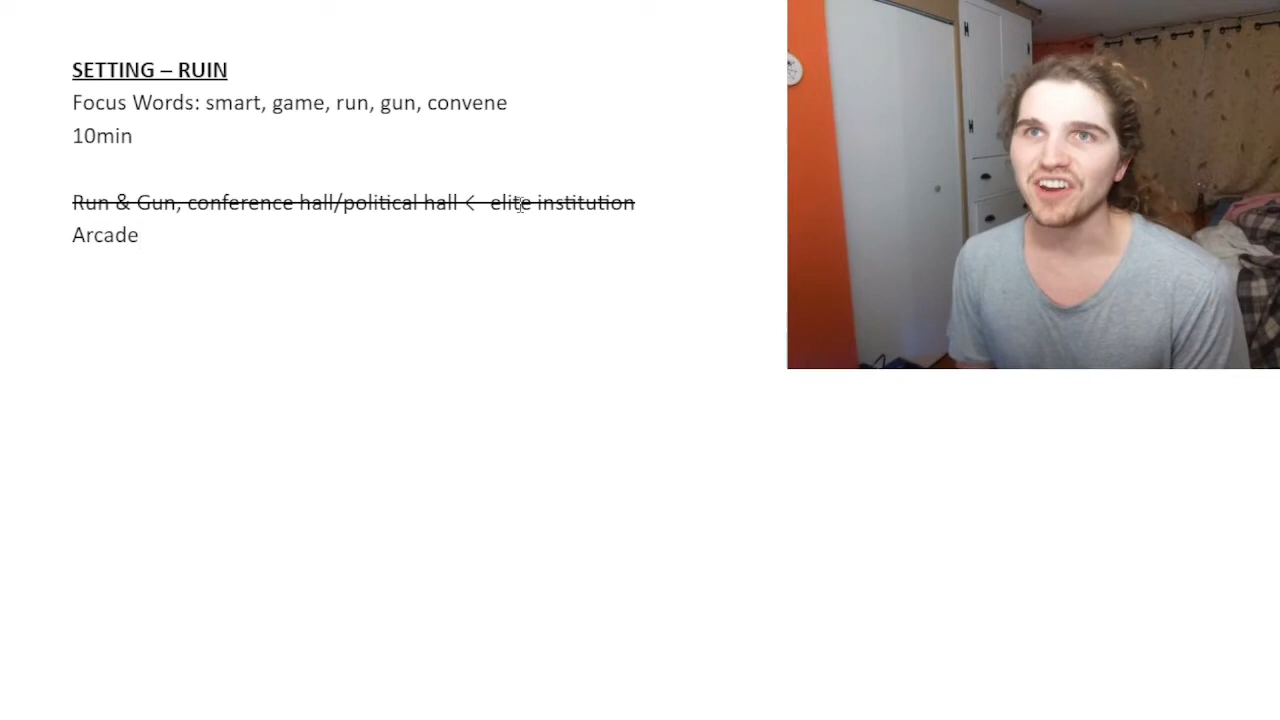 SETTING – RUIN
Focus Words: smart, game, run, gun, convene
10min
Run & Gun, conference hall/political hall < elite institution
Arcade